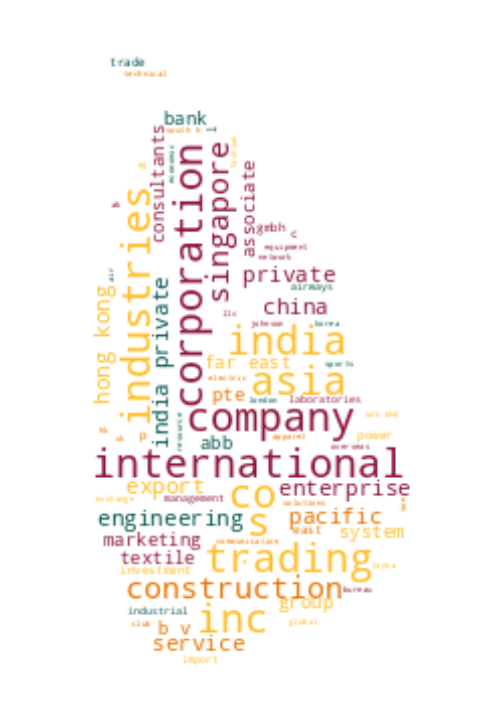 trade
technical
bank
south k
l
consultants
economic
corporation
singapore
associate
industries
gmbh
c
equipment
network
private
airways
air
hong kong
india private
llc
china
johnson
korea
india
far east
sports
electric
asia
pte
london
laboratories
company
resource
p
abb
apparel
power
overseas
international
export
co
enterprise
exchange
management
solutions
engineering
s
pacific
east
system
marketing
communication
textile
trading
lanka
investment
construction
bureau
group
industrial
inc
club
b v
global
service
import